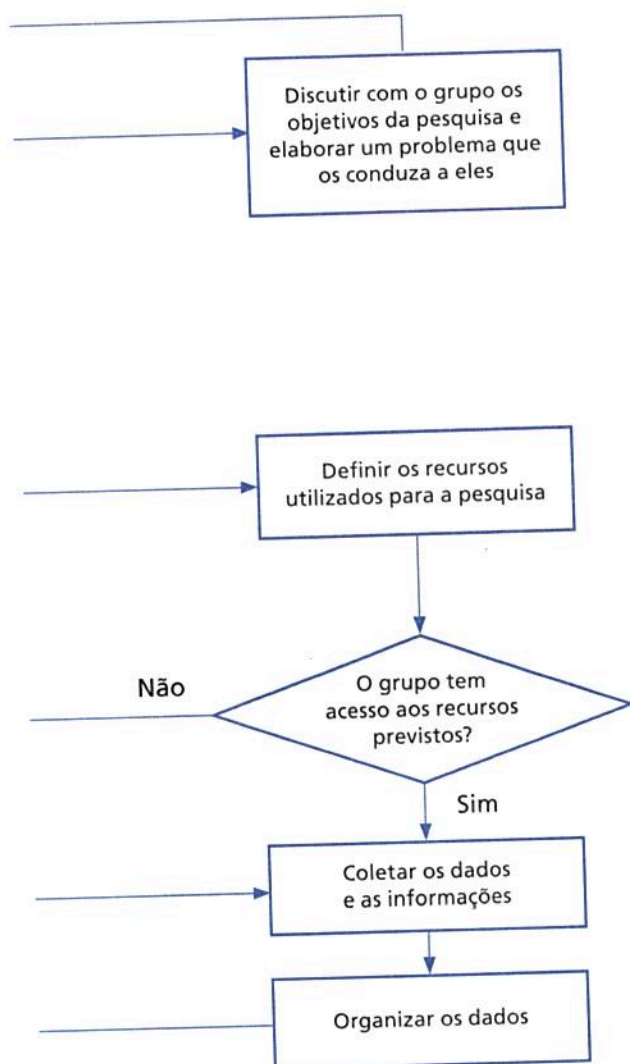 Discutir com o grupo os
objetivos da pesquisa e
elaborar um problema que
os conduza a eles
Definir os recursos
utilizados para a pesquisa
O grupo tem
acesso aos recursos
previstos?
Não
Sim
Coletar os dados
e as informações
Organizar os dados